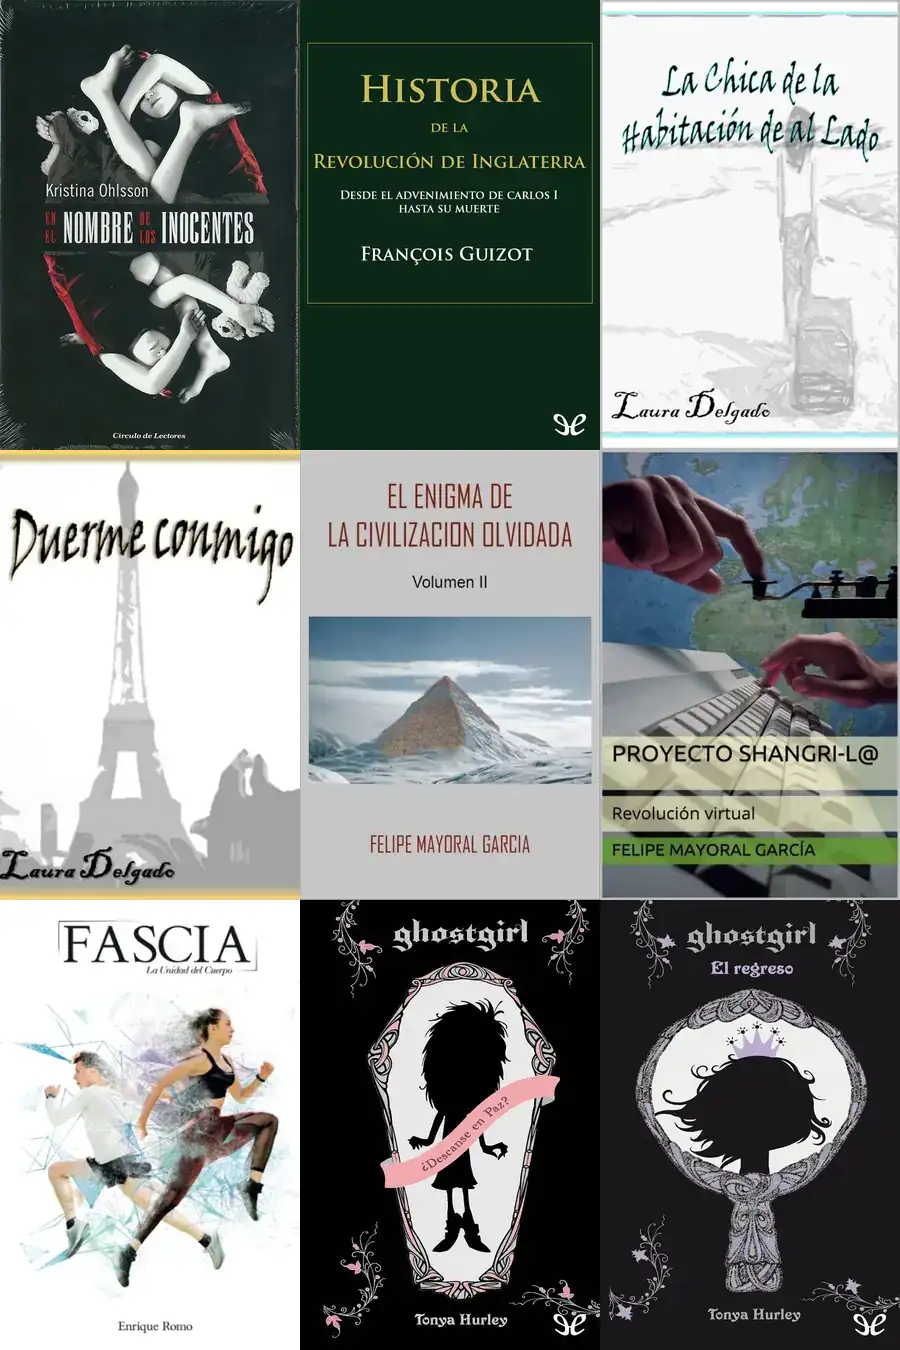 Kristina Ohlsson
EN EL NOMBRE DE LOS INOCENTES
Círculo de Lectores
HISTORIA
DE LA
REVOLUCIÓN DE INGLATERRA
DESDE EL ADVENIMIENTO DE CARLOS I
HASTA SU MUERTE
FRANÇOIS GUIZOT
La Chica de la
Habitación de al Lado
Laura Delgado
Duerme conmigo
Laura Delgado
EL ENIGMA DE
LA CIVILIZACION OLVIDADA
Volumen II
FELIPE MAYORAL GARCIA
PROYECTO SHANGRI-L@
Revolución virtual
FELIPE MAYORAL GARCÍA
FASCIA
La Unidad del Cuerpo
Enrique Romo
ghostgirl
¿Descanse en Paz?
Tonya Hurley
ghostgirl
El regreso
Tonya Hurley